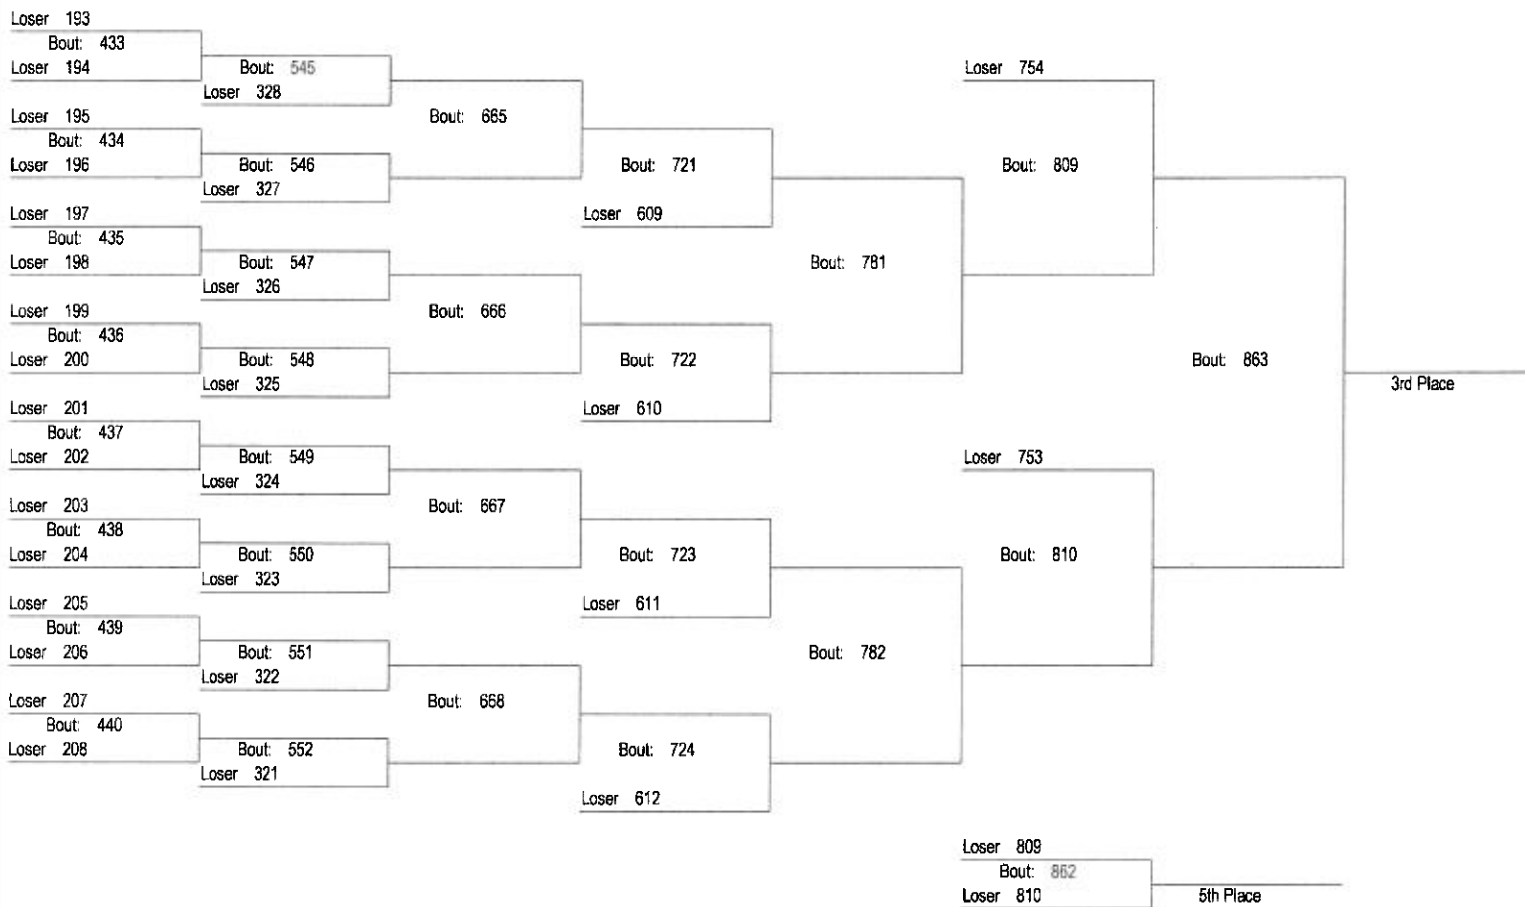 Loser 193
Bout: 433
Loser 194
Bout: 545
Loser 328
Loser 195
Bout: 434
Loser 196
Bout: 546
Loser 327
Bout: 665
Loser 197
Bout: 435
Loser 198
Bout: 547
Loser 326
Loser 199
Bout: 436
Loser 200
Bout: 548
Loser 325
Bout: 666
Loser 201
Bout: 437
Loser 202
Bout: 549
Loser 324
Loser 203
Bout: 438
Loser 204
Bout: 550
Loser 323
Bout: 667
Loser 205
Bout: 439
Loser 206
Bout: 551
Loser 322
Loser 207
Bout: 440
Loser 208
Bout: 552
Loser 321
Bout: 668
Bout: 721
Loser 609
Bout: 722
Loser 610
Bout: 723
Loser 611
Bout: 724
Loser 612
Bout: 781
Bout: 782
Loser 754
Bout: 809
Loser 753
Bout: 810
Bout: 863
3rd Place
Loser 809
Bout: 862
Loser 810
5th Place